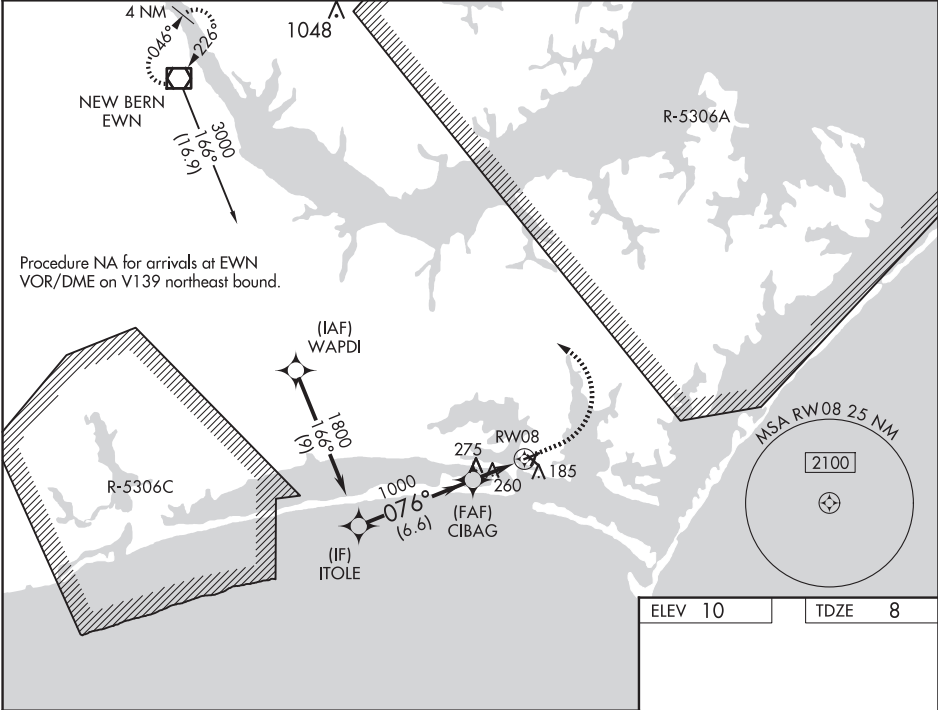 4 NM
046°
226°
1048
NEW BERN
EWN
3000
166°
(16.9)
R-5306A
Procedure NA for arrivals at EWN
VOR/DME on V139 northeast bound.
(IAF)
WAPDI
1800
166°
(9)
R-5306C
RW08
275
260
185
1000
076°
(6.6)
(FAF)
CIBAG
(IF)
ITOLE
MSA RW08 25 NM
2100
ELEV 10
TDZE 8